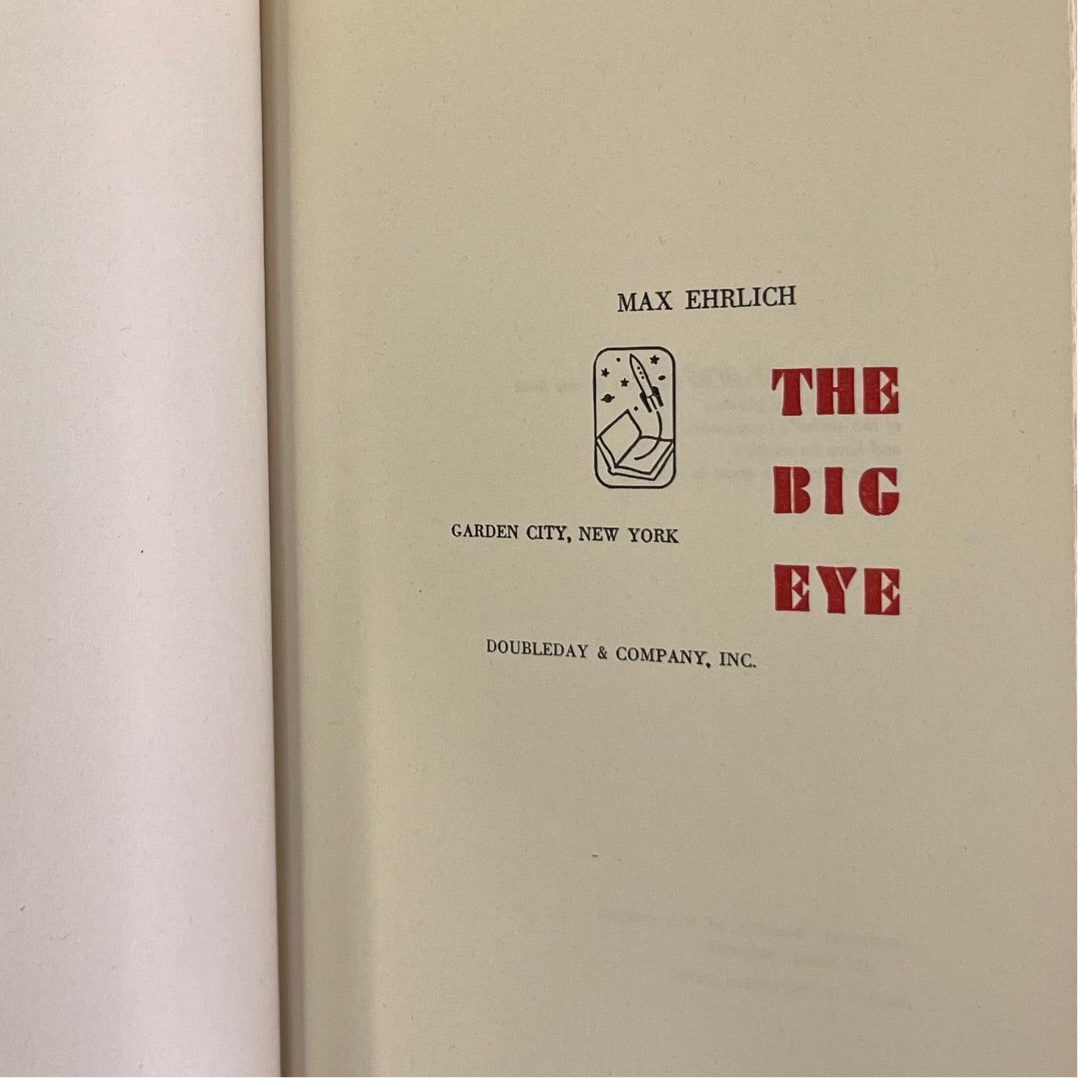 MAX EHRLICH
THE
BIG
EYE
GARDEN CITY, NEW YORK
DOUBLEDAY & COMPANY, INC.